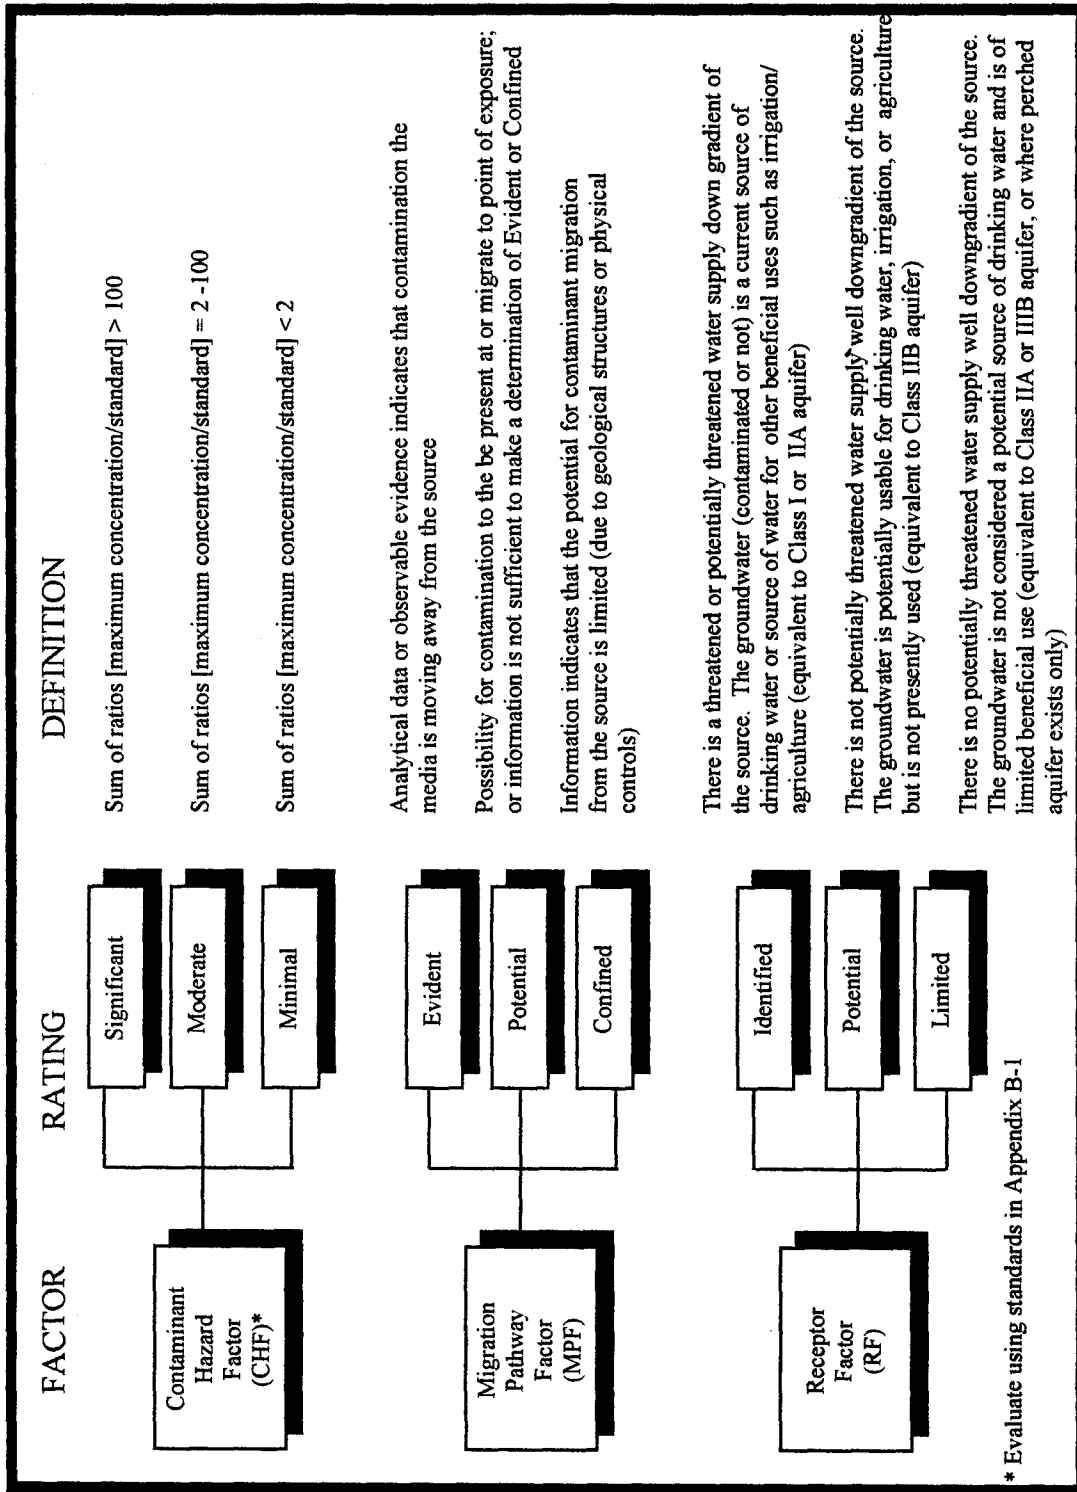 FACTOR
RATING
DEFINITION
Contaminant
Hazard
Factor
(CHF)*
Significant
Sum of ratios [maximum concentration/standard] > 100
Moderate
Sum of ratios [maximum concentration/standard] = 2 -100
Minimal
Sum of ratios [maximum concentration/standard] < 2
Migration
Pathway
Factor
(MPF)
Evident
Analytical data or observable evidence indicates that contamination the
media is moving away from the source
Potential
Possibility for contamination to the be present at or migrate to point of exposure;
or information is not sufficient to make a determination of Evident or Confined
Confined
Information indicates that the potential for contaminant migration
from the source is limited (due to geological structures or physical
controls)
Receptor
Factor
(RF)
Identified
There is a threatened or potentially threatened water supply down gradient of
the source. The groundwater (contaminated or not) is a current source of
drinking water or source of water for other beneficial uses such as irrigation/
agriculture (equivalent to Class I or IIA aquifer)
Potential
There is not potentially threatened water supply well downgradient of the source.
The groundwater is potentially usable for drinking water, irrigation, or agriculture
but is not presently used (equivalent to Class IIB aquifer)
Limited
There is no potentially threatened water supply well downgradient of the source.
The groundwater is not considered a potential source of drinking water and is of
limited beneficial use (equivalent to Class IIA or IIIB aquifer, or where perched
aquifer exists only)
* Evaluate using standards in Appendix B-1